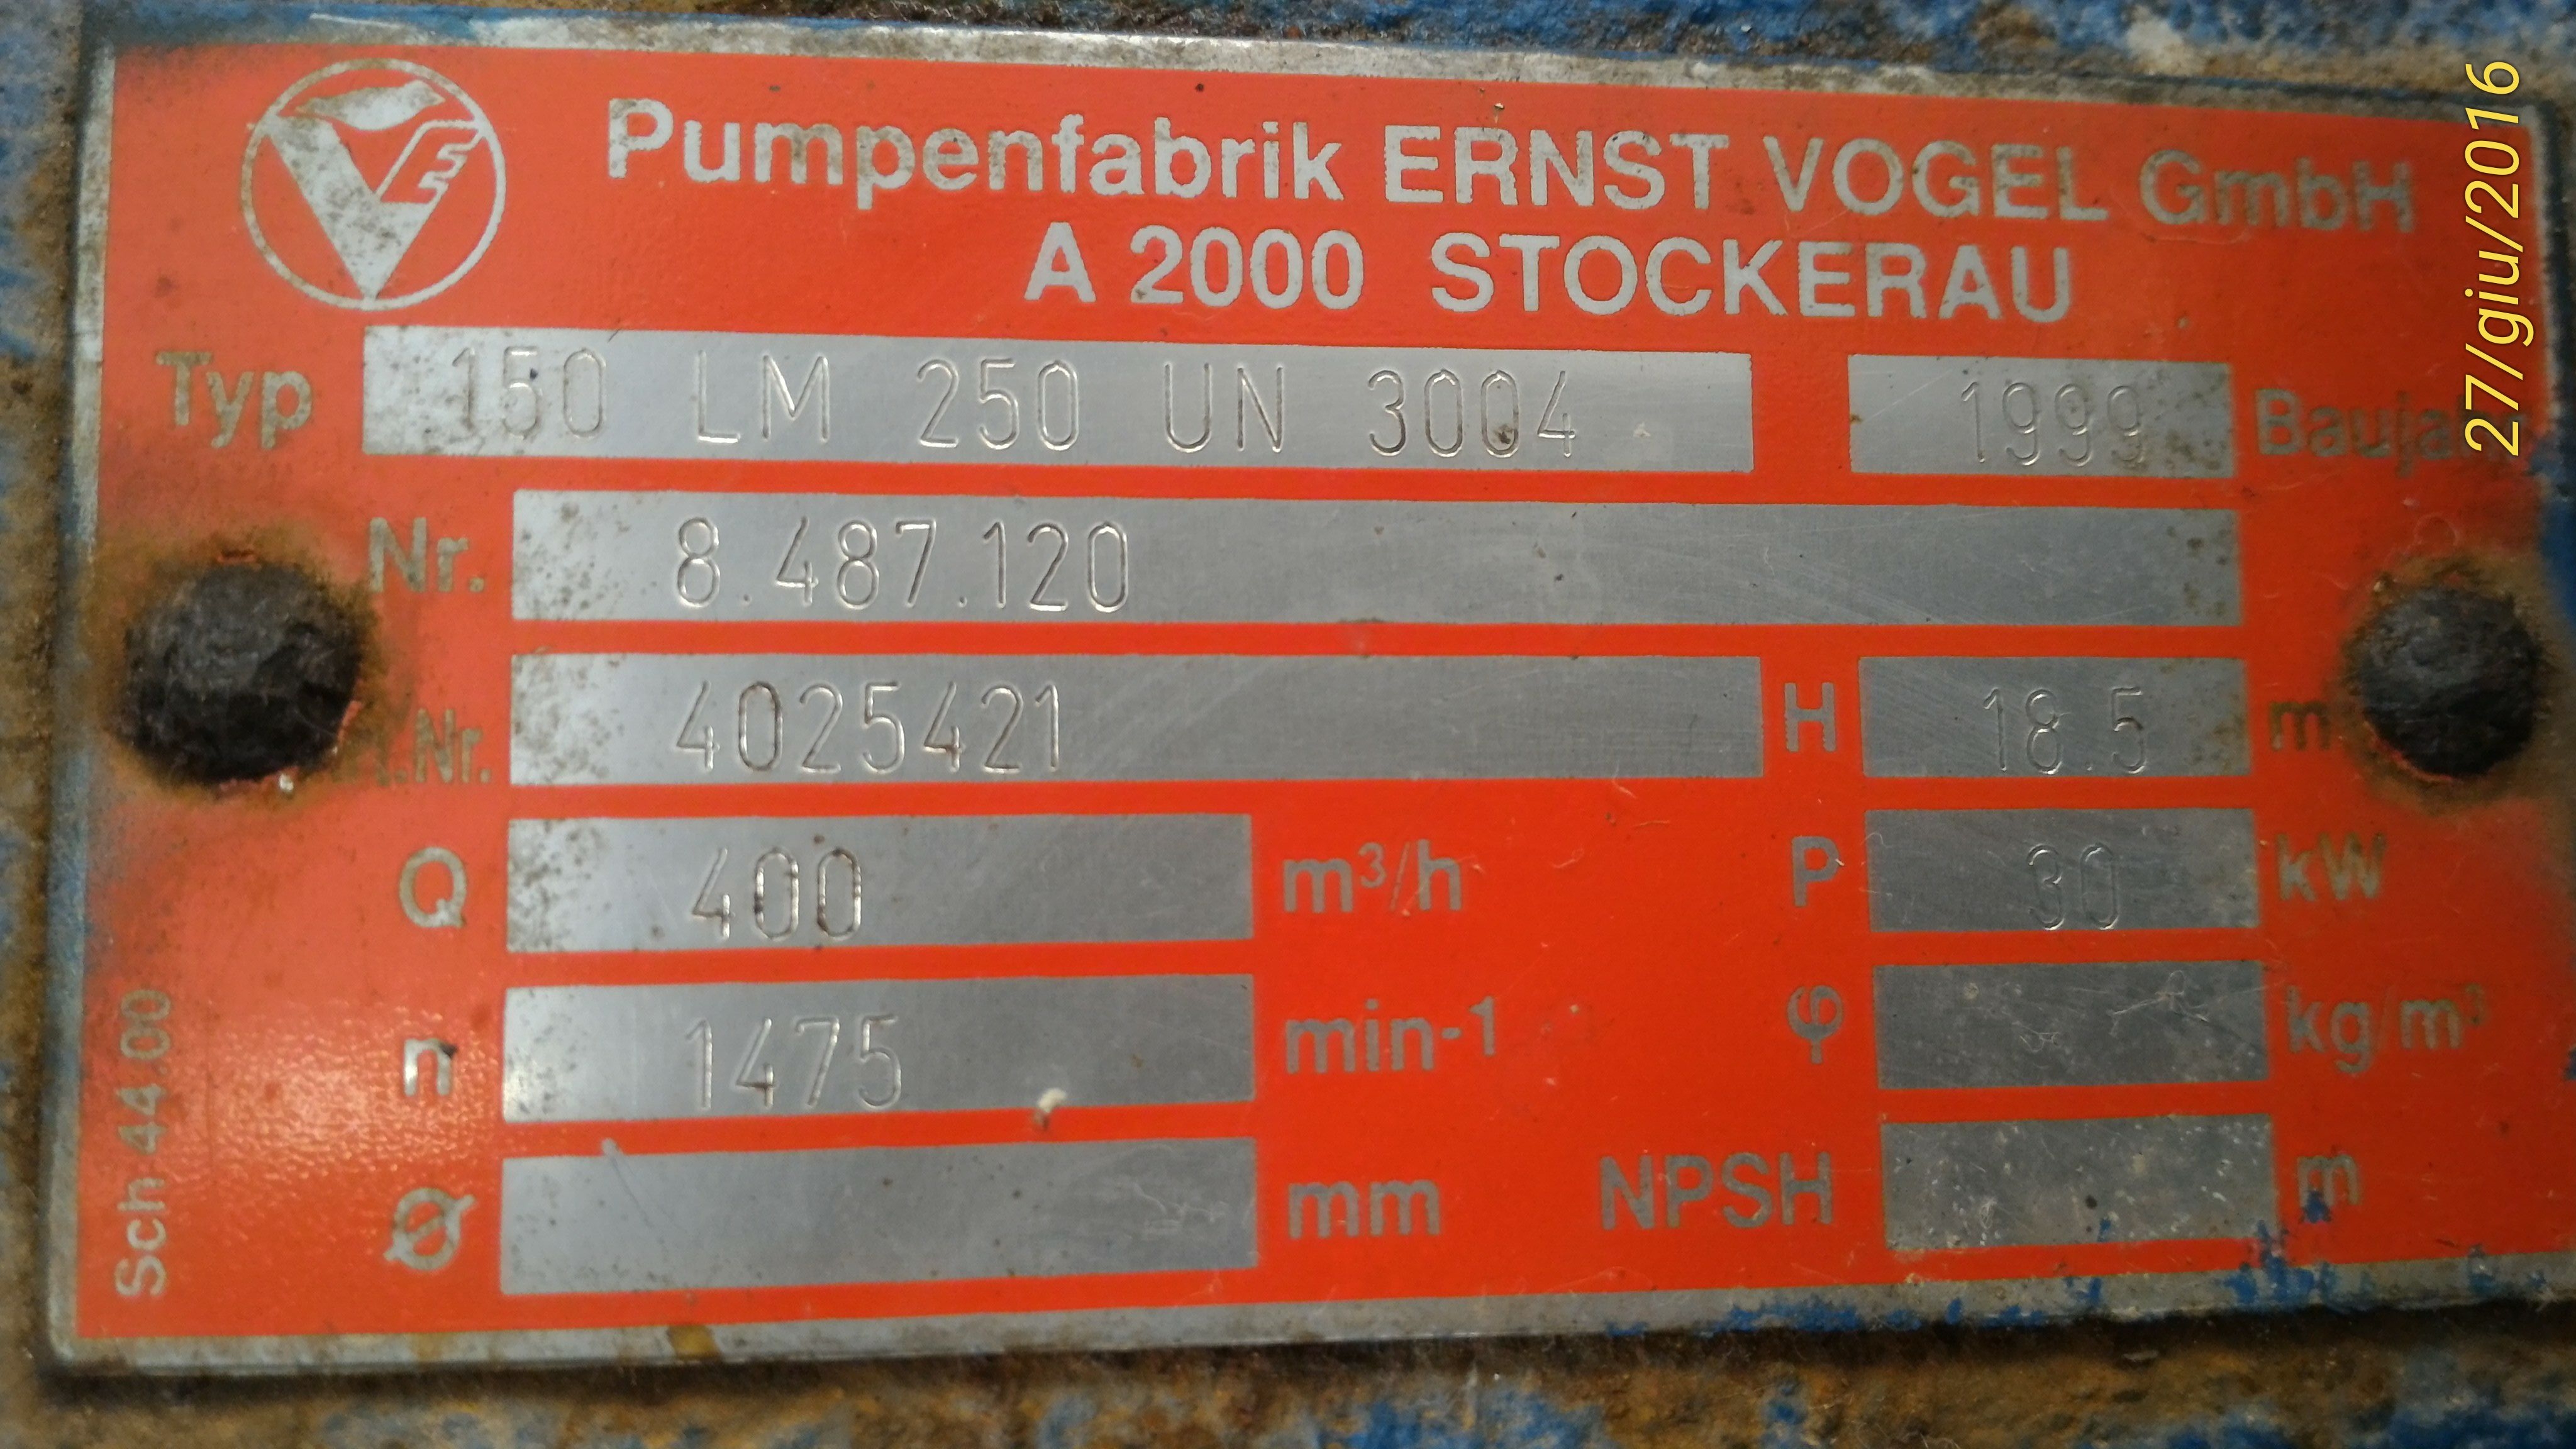 VE
Pumpenfabrik ERNST VOGEL GmbH
A 2000 STOCKERAU
Typ 150 LM 250 UN 3004 1999
Nr. 8.487.120
.Nr. 4025421 H 18.5 m
Q 400 m³/h P 30 kW
n 1475 min-1 φ kg/m³
Ø mm NPSH m
Sch 44.00
27/giu/2016